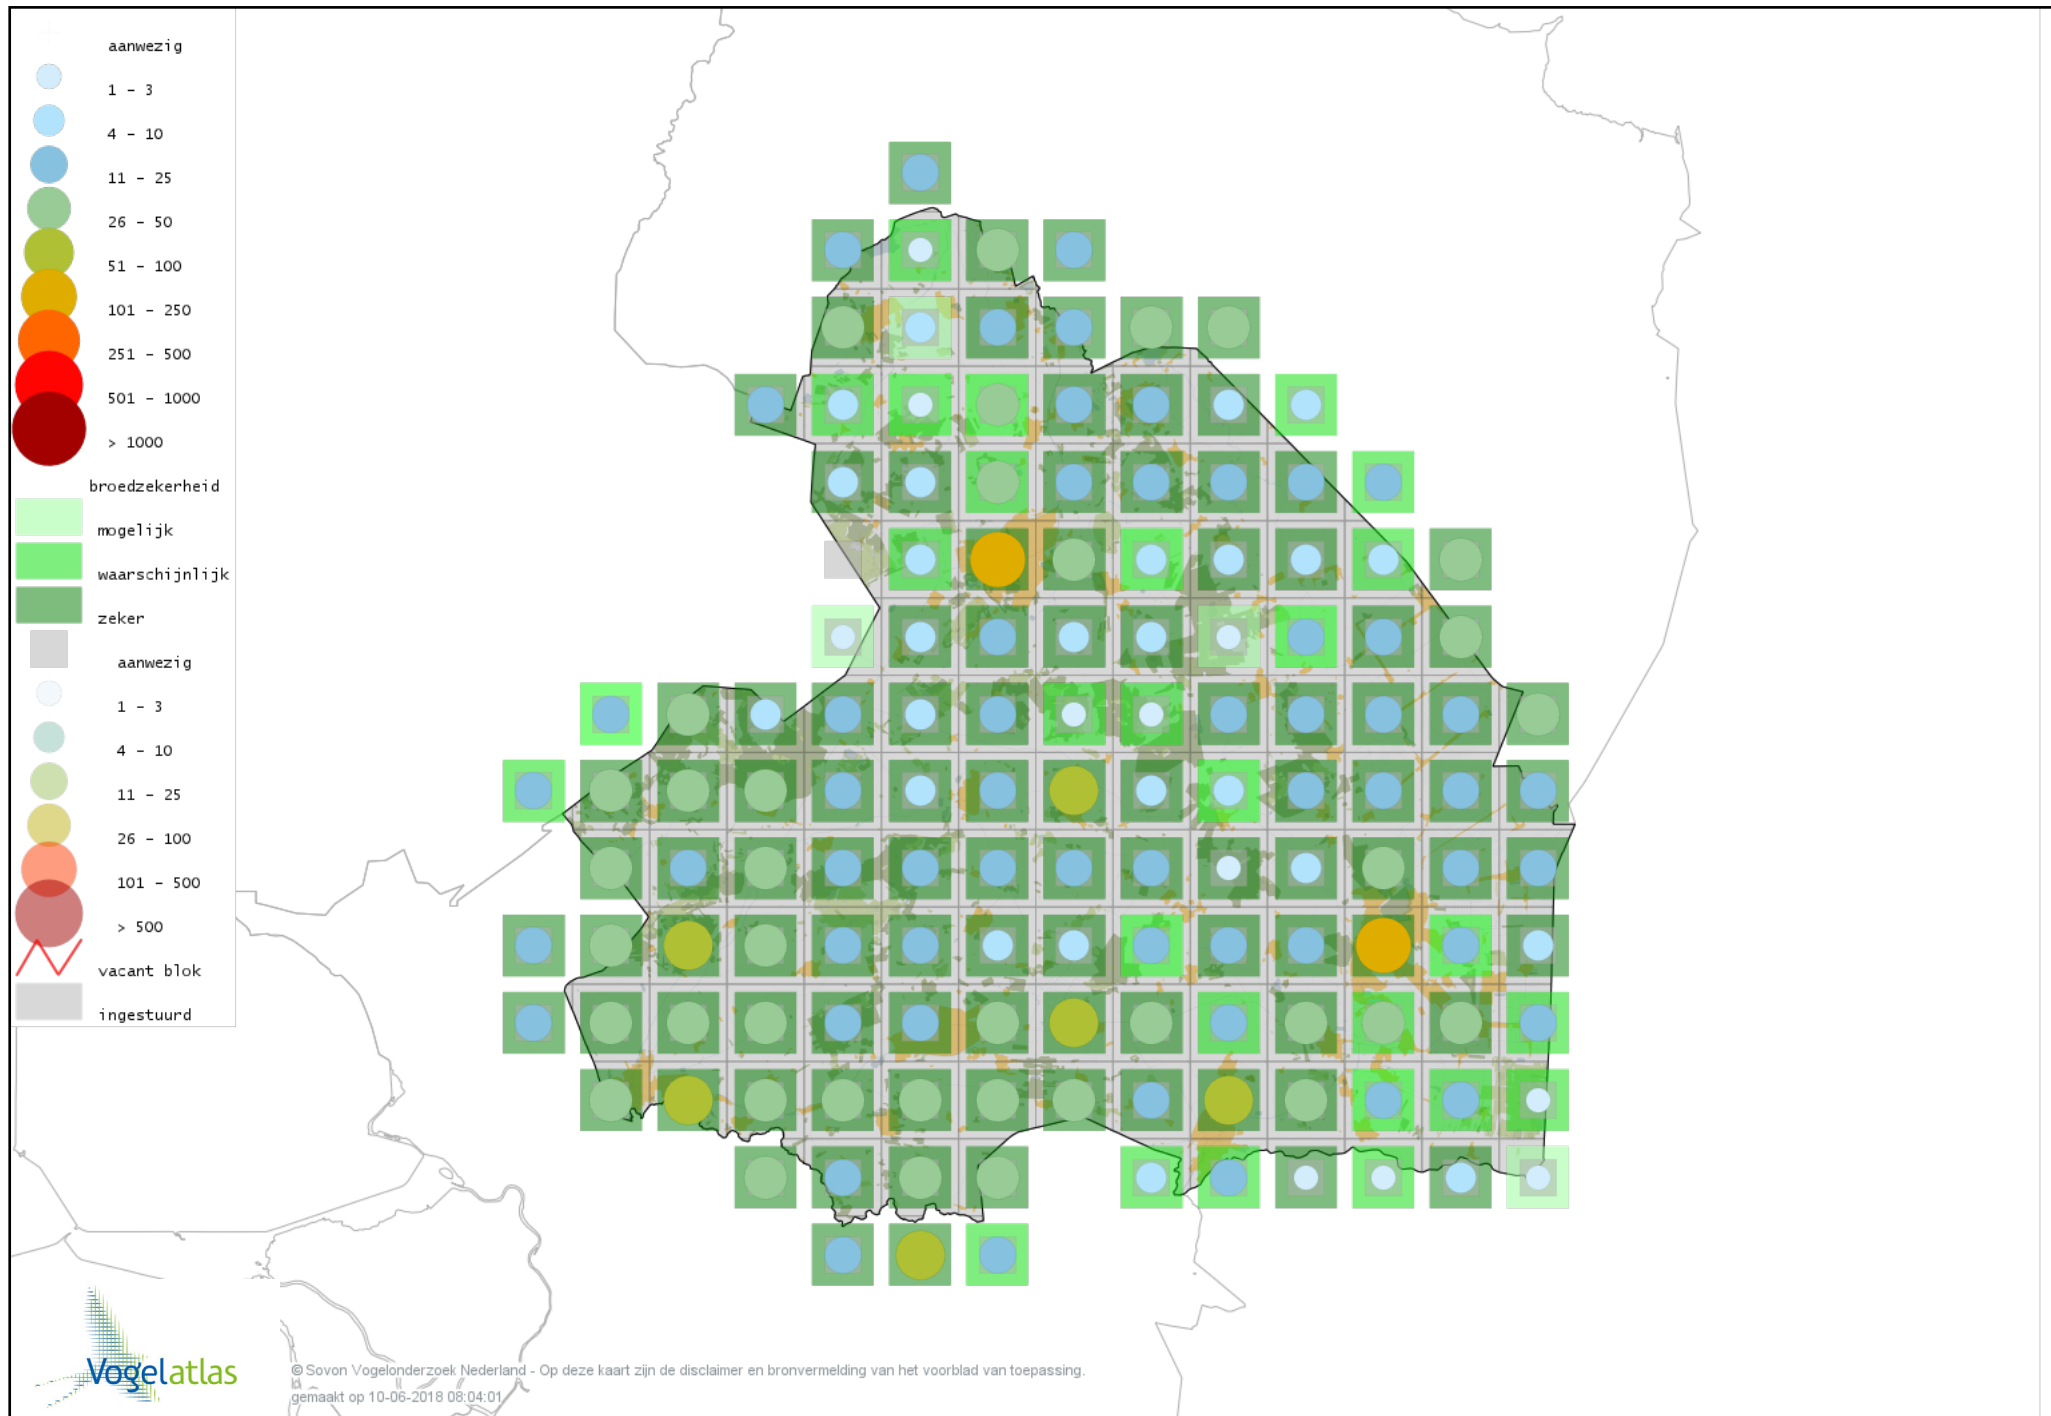 aanwezig
1 - 3
4 - 10
11 - 25
26 - 50
51 - 100
101 - 250
251 - 500
501 - 1000
> 1000
broedzekerheid
mogelijk
waarschijnlijk
zeker
aanwezig
1 - 3
4 - 10
11 - 25
26 - 100
101 - 500
> 500
vacant blok
ingestuurd
Vogelatlas
© Sovon Vogelonderzoek Nederland - Op deze kaart zijn de disclaimer en bronvermelding van het voorblad van toepassing.
gemaakt op 10-06-2018 08:04:01